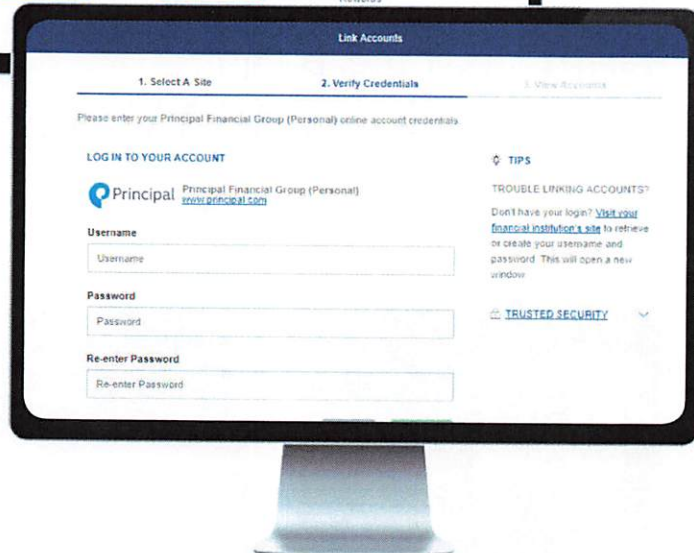 Link Accounts
1. Select A Site
2. Verify Credentials
3. View Accounts
Please enter your Principal Financial Group (Personal) online account credentials.
LOG IN TO YOUR ACCOUNT
Principal
Principal Financial Group (Personal)
www.principal.com
Username
Username
Password
Password
Re-enter Password
Re-enter Password
TIPS
TROUBLE LINKING ACCOUNTS?
Don't have your login? Visit your
financial institution's site to retrieve
or create your username and
password. This will open a new
window
TRUSTED SECURITY